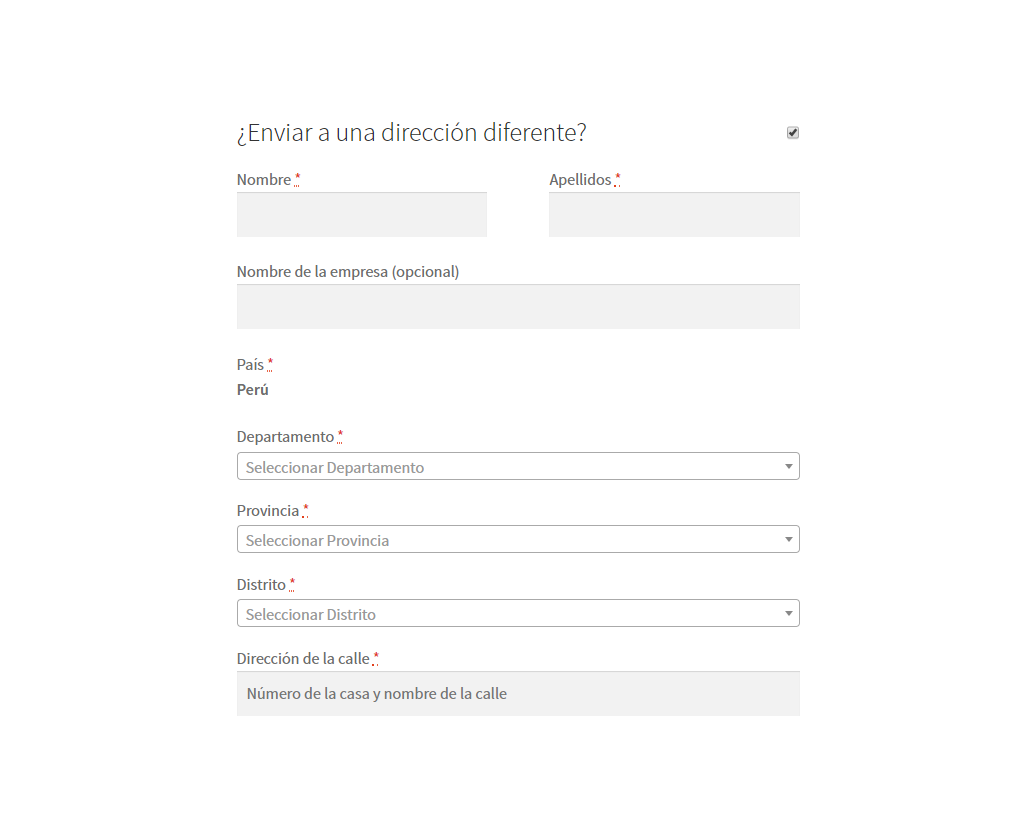 ¿Enviar a una dirección diferente?
Nombre *
Apellidos *
Nombre de la empresa (opcional)
País *
Perú
Departamento *
Seleccionar Departamento
Provincia *
Seleccionar Provincia
Distrito *
Seleccionar Distrito
Dirección de la calle *
Número de la casa y nombre de la calle